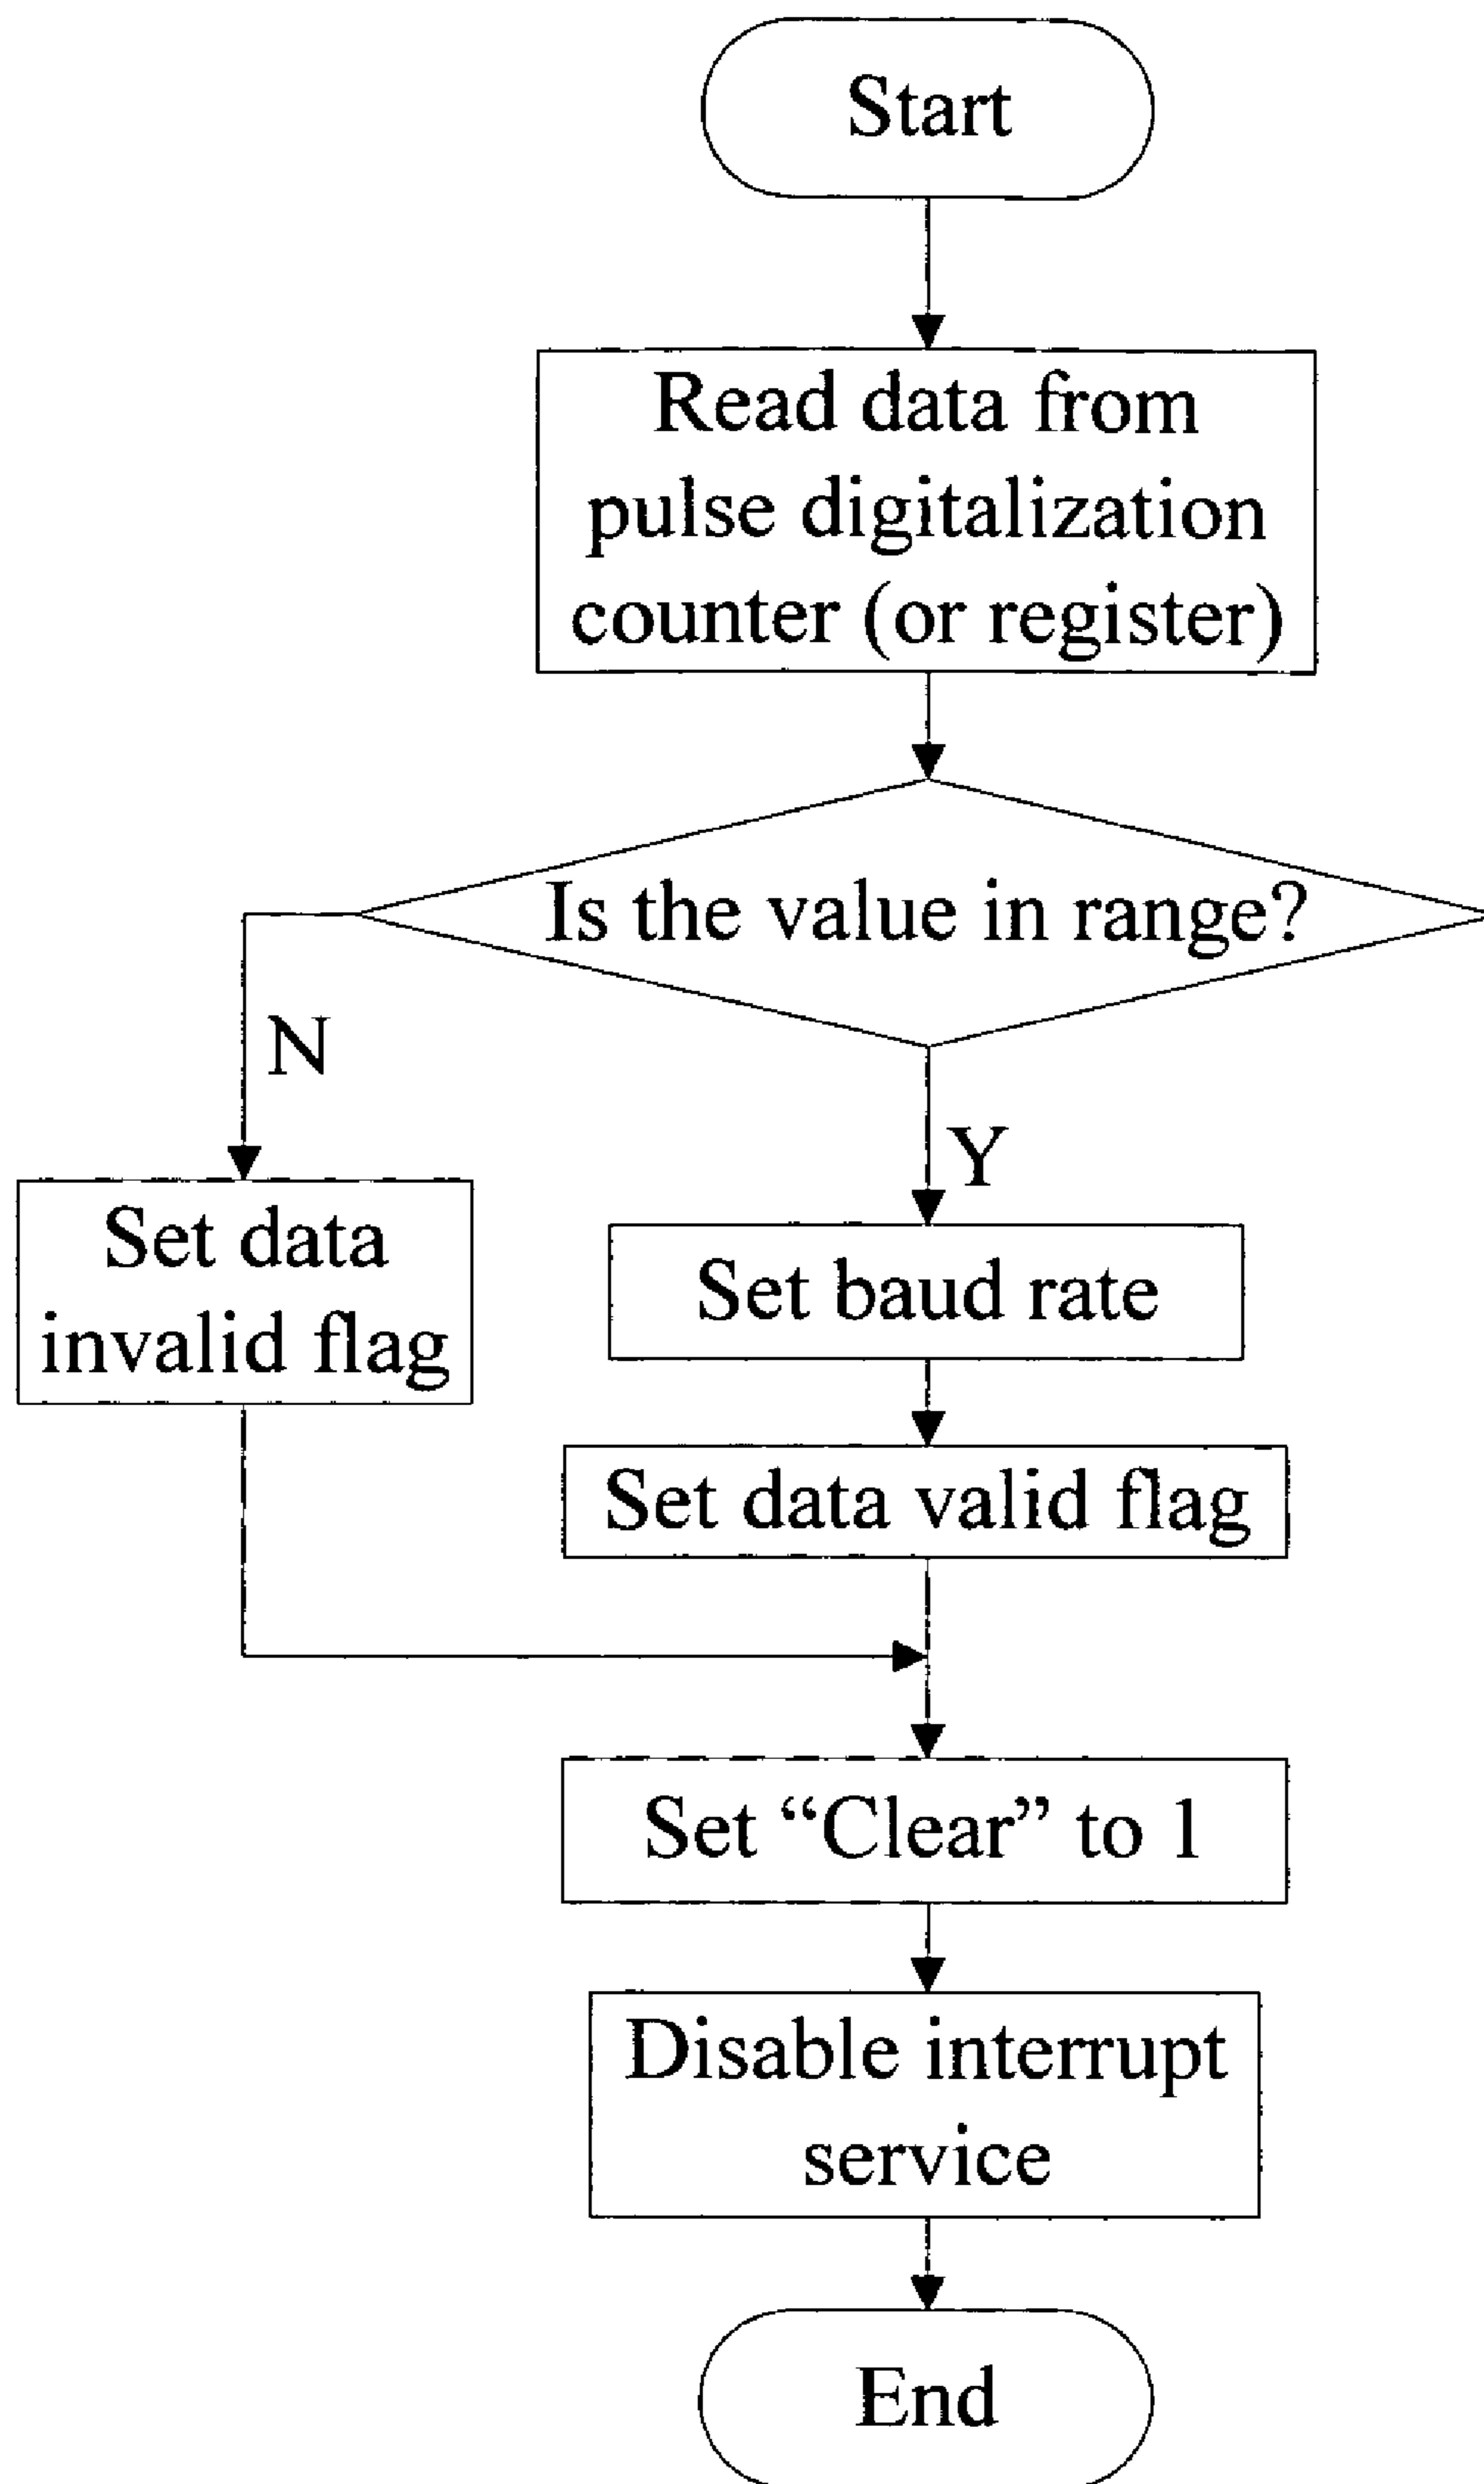 Start
Read data from
pulse digitalization
counter (or register)
Is the value in range?
N
Y
Set data
invalid flag
Set baud rate
Set data valid flag
Set “Clear” to 1
Disable interrupt
service
End